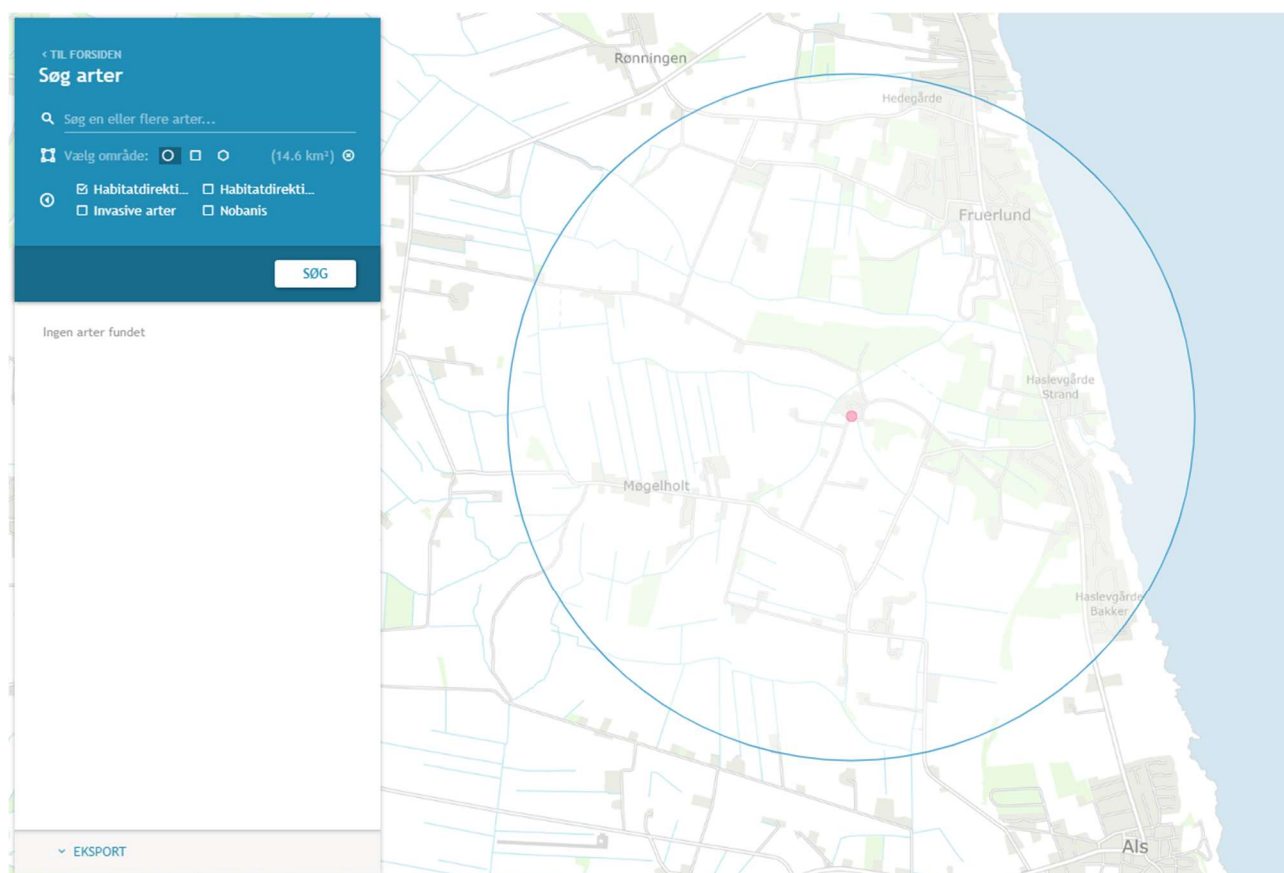 ‹ TIL FORSIDEN
Søg arter
Søg en eller flere arter...
Vælg område: (14.6 km²)
Habitatdirekti... Habitatdirekti...
Invasive arter Nobanis
SØG
Ingen arter fundet
EKSPORT
Rønningen
Hedegårde
Fruerlund
Haslevgårde
Strand
Møgelholt
Haslevgårde
Bakker
Als